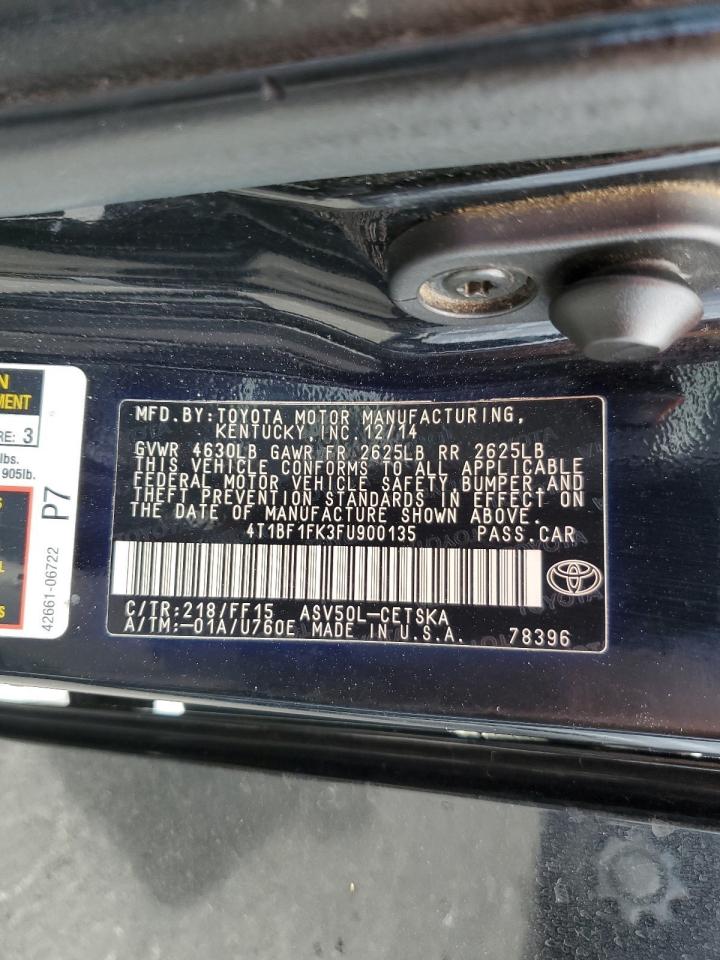 MFD.BY:TOYOTA MOTOR MANUFACTURING,
KENTUCKY,INC.12/14
GVWR 4630LB GAWR FR 2625LB RR 2625LB
THIS VEHICLE CONFORMS TO ALL APPLICABLE
FEDERAL MOTOR VEHICLE SAFETY, BUMPER AND
THEFT PREVENTION STANDARDS IN EFFECT ON
THE DATE OF MANUFACTURE SHOWN ABOVE.
4T1BF1FK3FU900135 PASS.CAR
C/TR:218/FF15 ASV50L-CETSKA
A/TM:-01A/U760E MADE IN U.S.A. 78396
3
lbs.
905lb.
P7
42661-06722